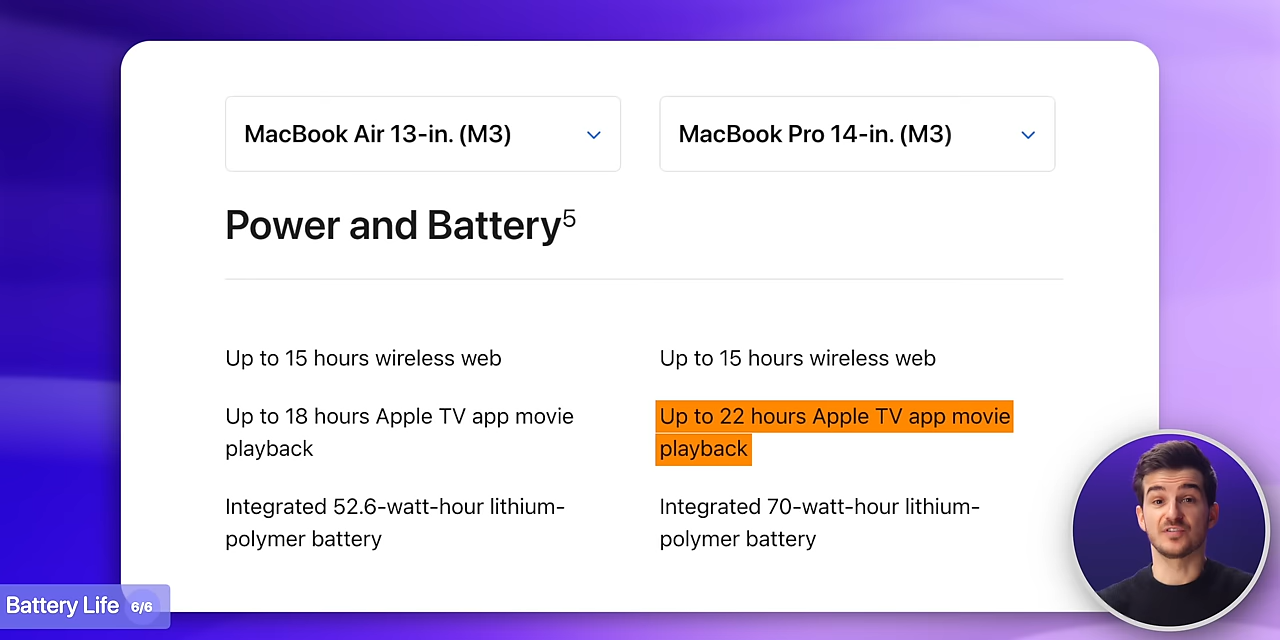 MacBook Air 13-in. (M3)
MacBook Pro 14-in. (M3)
Power and Battery5
Up to 15 hours wireless web
Up to 15 hours wireless web
Up to 18 hours Apple TV app movie
playback
Up to 22 hours Apple TV app movie
playback
Integrated 52.6-watt-hour lithium-
polymer battery
Integrated 70-watt-hour lithium-
polymer battery
Battery Life 6/6